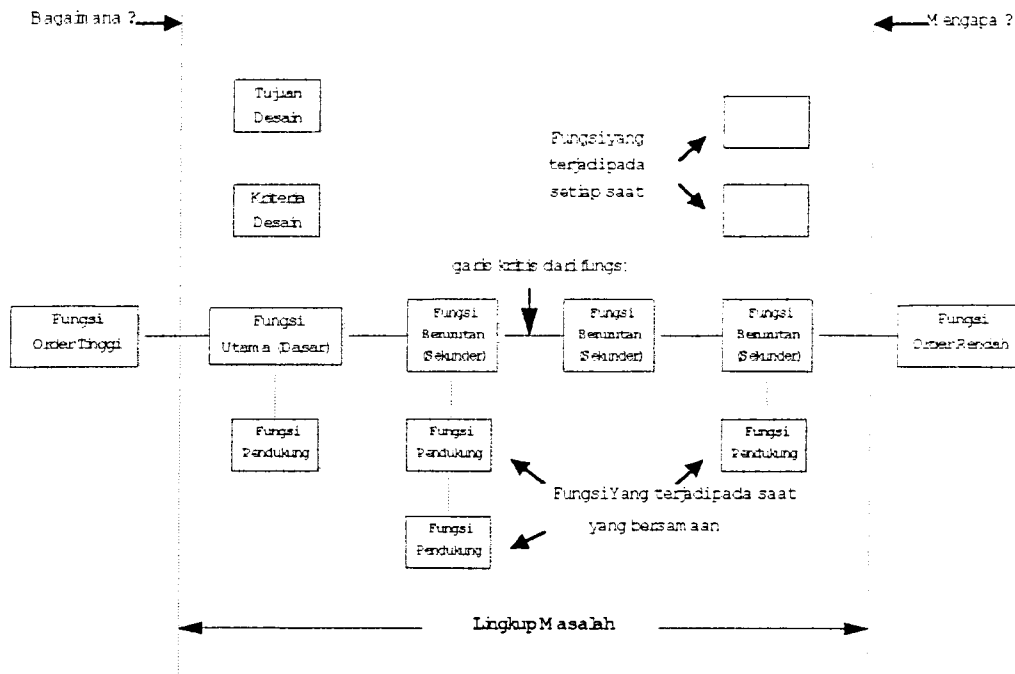 Bagaimana ?
Mengapa ?
Tujuan
Desain
Fungsi yang
terjadi pada
setiap saat
Kriteria
Desain
garis kritis dari fungsi
Fungsi
Order Tinggi
Fungsi
Utama (Dasar)
Fungsi
Berurutan
(Sekunder)
Fungsi
Berurutan
(Sekunder)
Fungsi
Berurutan
(Sekunder)
Fungsi
Order Rendah
Fungsi
Pendukung
Fungsi
Pendukung
Fungsi
Pendukung
Fungsi Yang terjadi pada saat
yang bersamaan
Fungsi
Pendukung
Lingkup Masalah